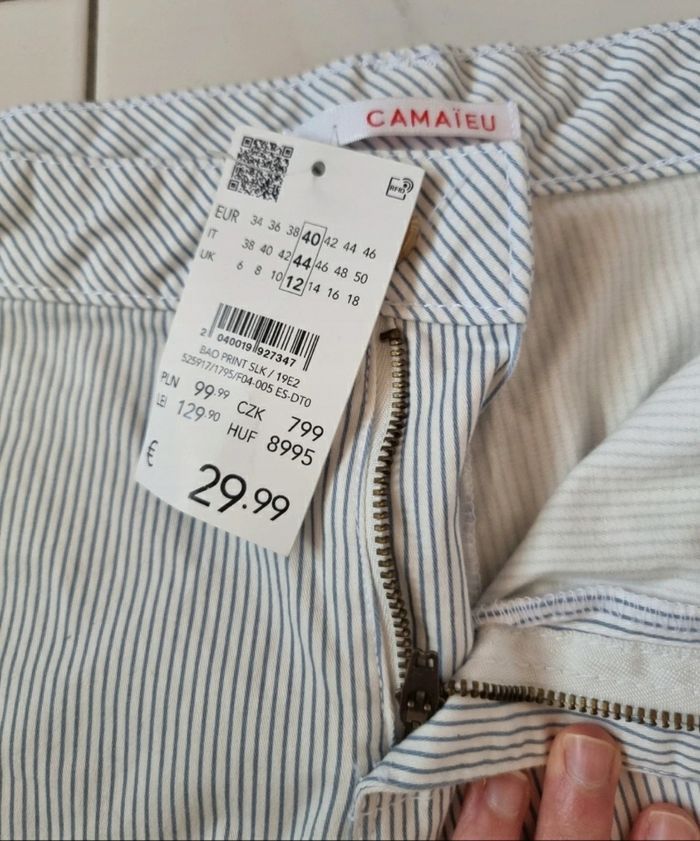 CAMAÏEU
RFID
EUR 34 36 38 40 42 44 46
IT 38 40 42 44 46 48 50
UK 6 8 10 12 14 16 18
2 040019 927347
BAO PRINT SLK / 19E2
525917/1795/F04-005 ES-DT0
PLN 99.99 CZK 799
LEI 129.90 HUF 8995
€ 29.99